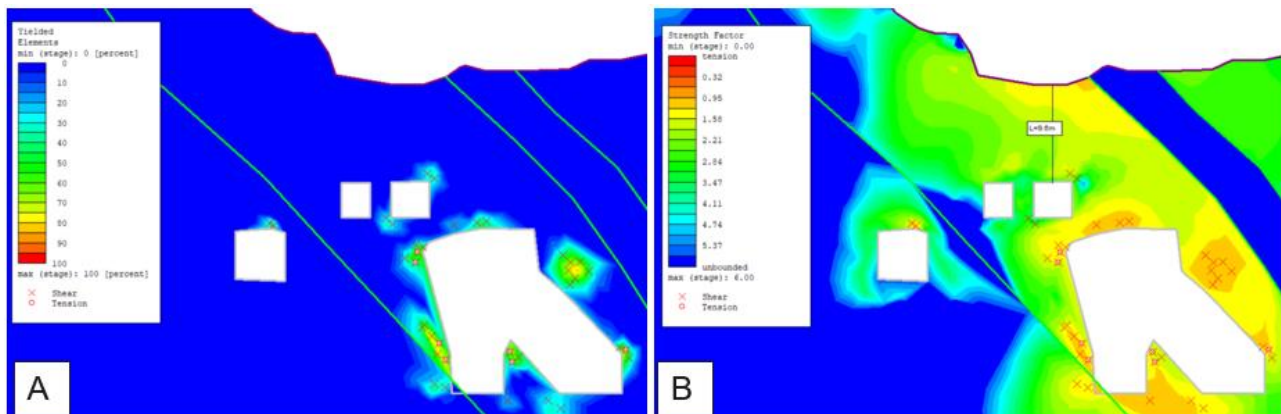 Yielded
Elements
min (stage): 0 [percent]
0
10
20
30
40
50
60
70
80
90
100
max (stage): 100 [percent]
Shear
Tension
A
Strength Factor
min (stage): 0.00
tension
0.32
0.95
1.58
2.21
2.84
3.47
4.11
4.74
5.37
unbounded
max (stage): 6.00
Shear
Tension
B